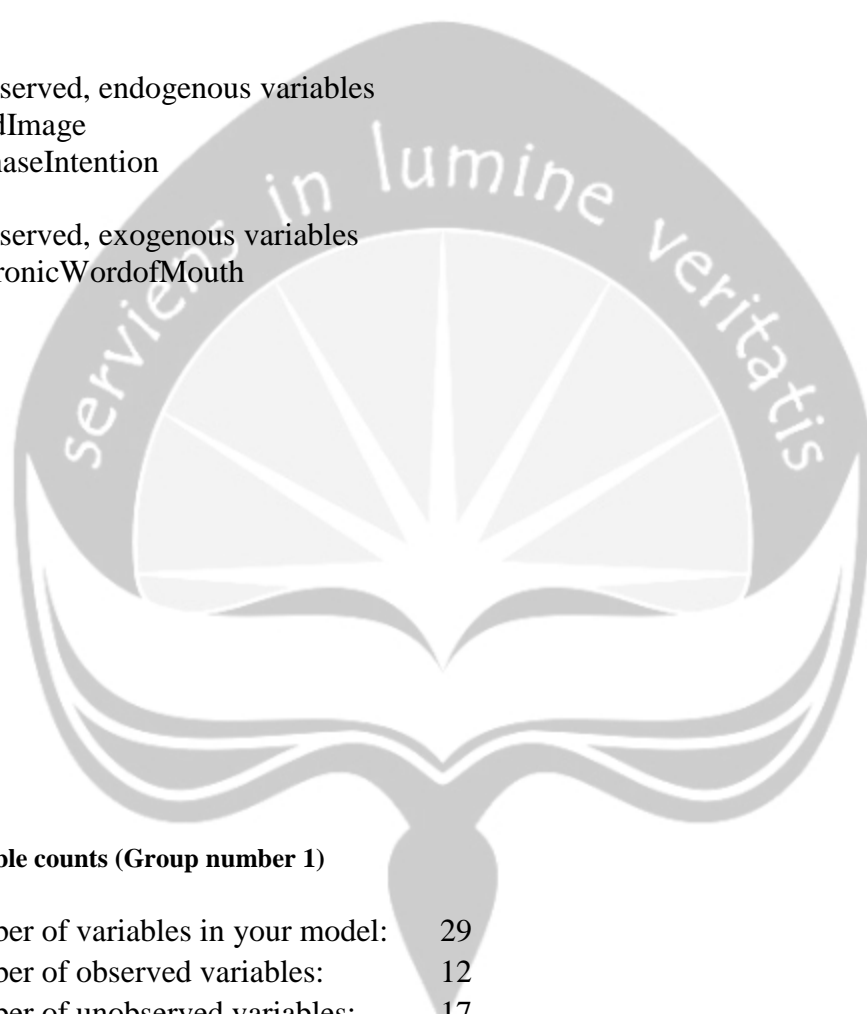 served, endogenous variables
dImage
haseIntention
served, exogenous variables
ronicWordofMouth
serviens in lumine veritatis
ble counts (Group number 1)
ber of variables in your model: 29
ber of observed variables: 12
ber of unobserved variables: 17